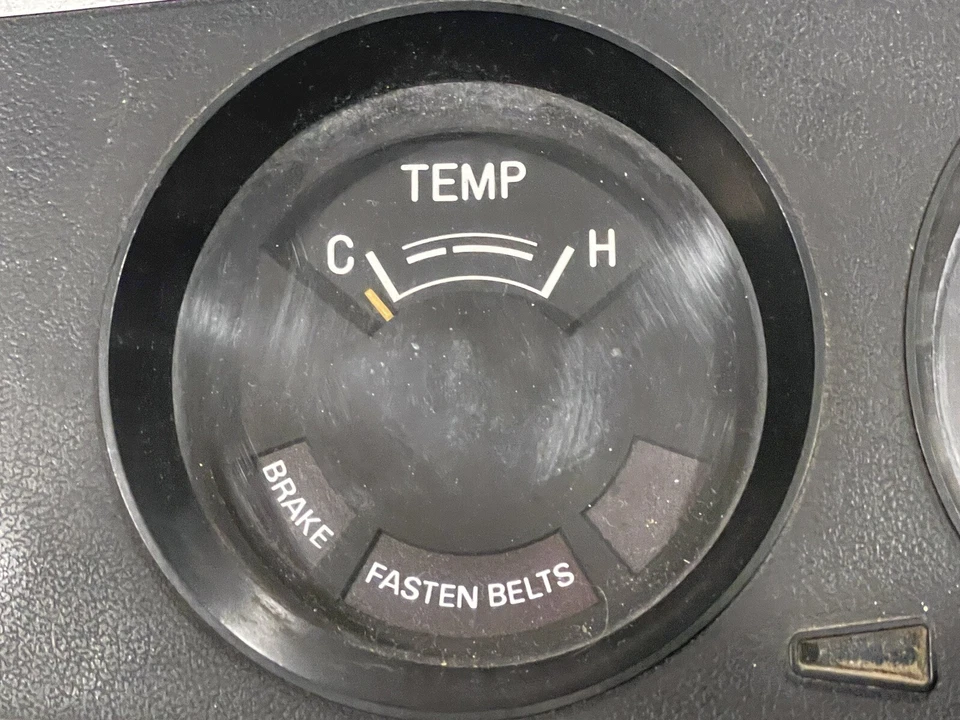 TEMP
C H
BRAKE
FASTEN BELTS